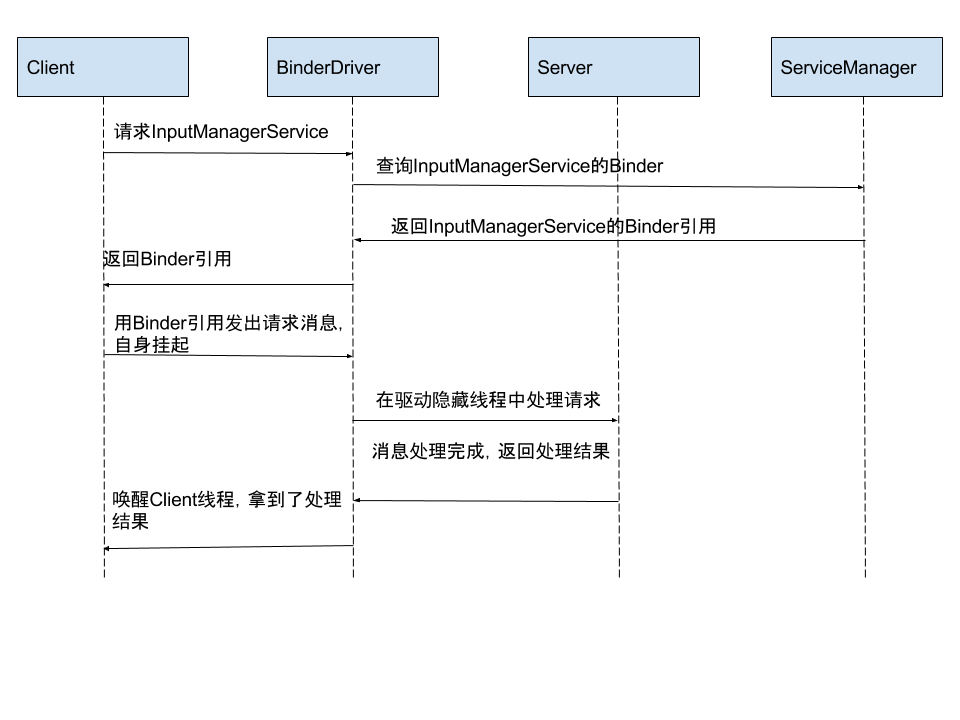 Client
BinderDriver
Server
ServiceManager
请求InputManagerService
查询InputManagerService的Binder
返回InputManagerService的Binder引用
返回Binder引用
用Binder引用发出请求消息,
自身挂起
在驱动隐藏线程中处理请求
消息处理完成, 返回处理结果
唤醒Client线程, 拿到了处理
结果